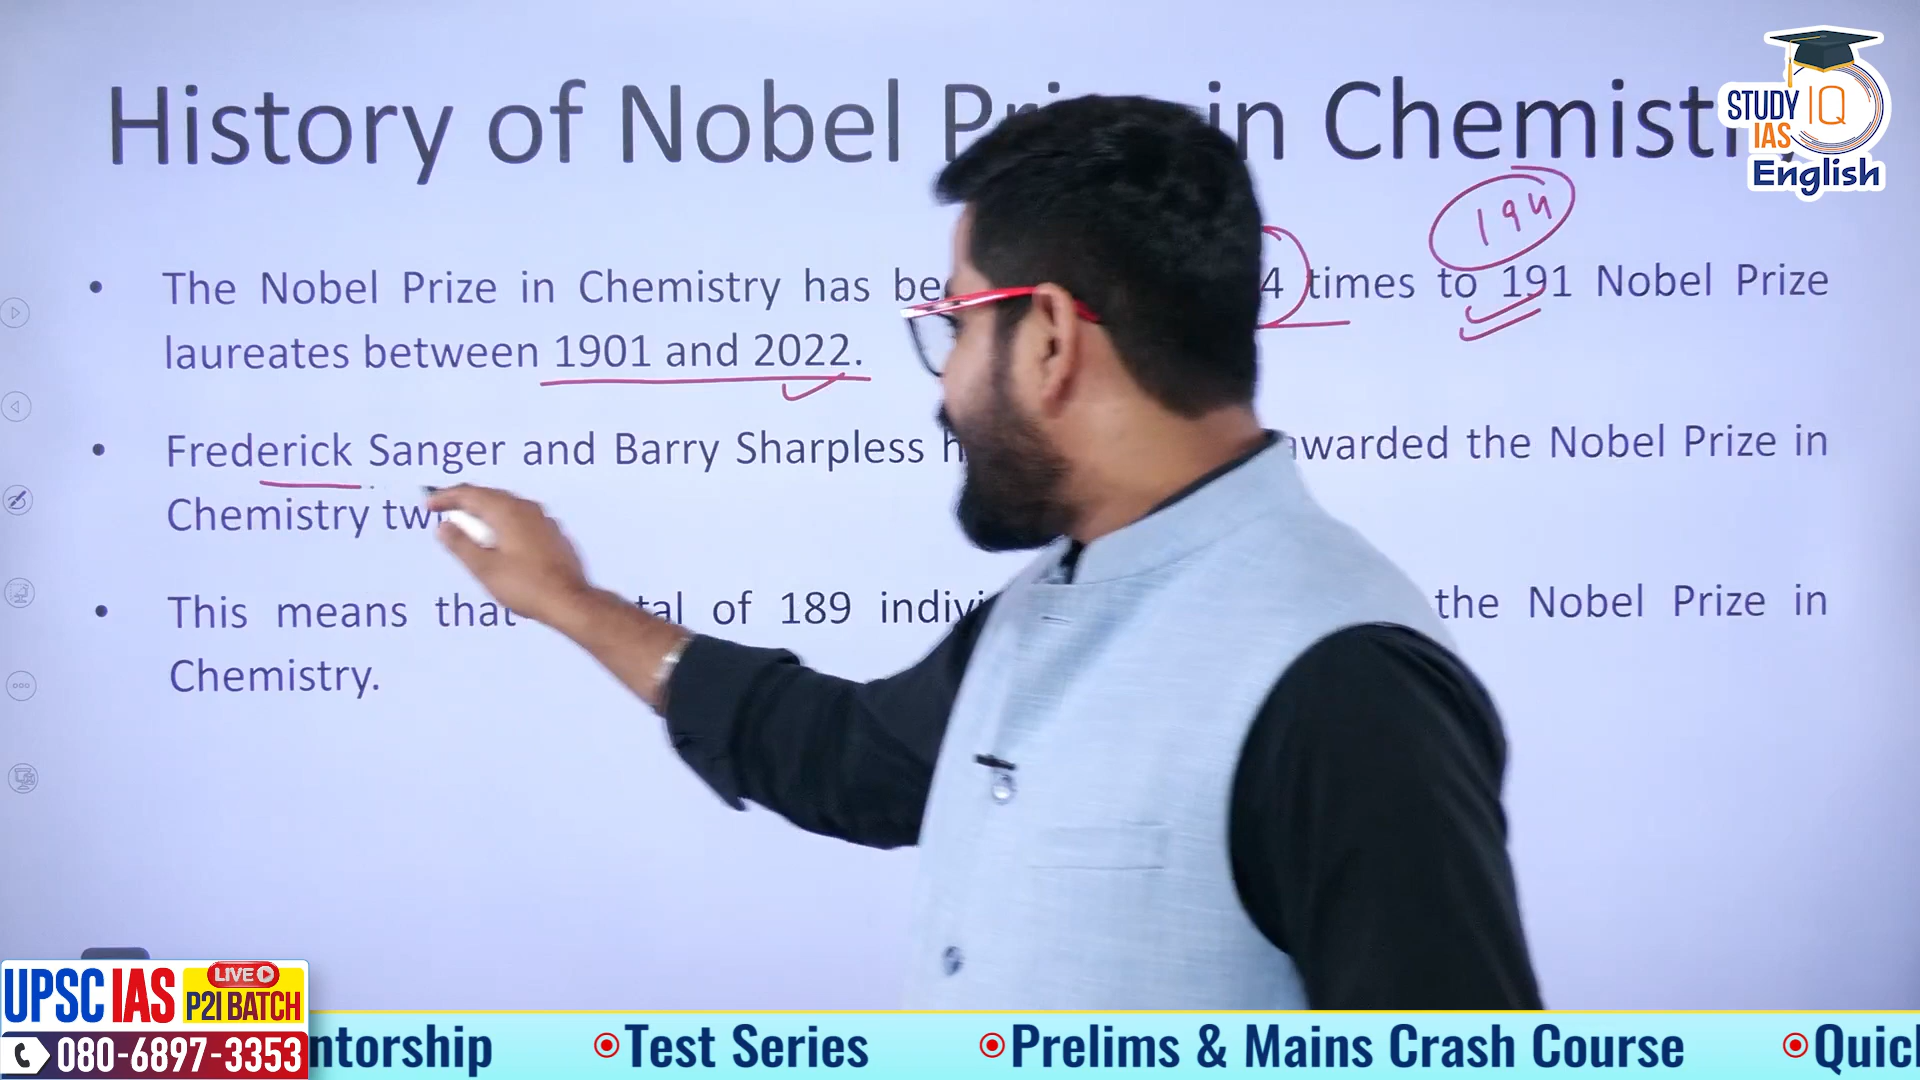 History of Nobel Pri in Chemistry
STUDY IQ
IAS
English
194
• The Nobel Prize in Chemistry has be 4 times to 191 Nobel Prize
laureates between 1901 and 2022.
• Frederick Sanger and Barry Sharpless h awarded the Nobel Prize in
Chemistry tw
• This means that tal of 189 indivi the Nobel Prize in
Chemistry.
UPSC IAS LIVE P2I BATCH
080-6897-3353
ntorship Test Series Prelims & Mains Crash Course Quic